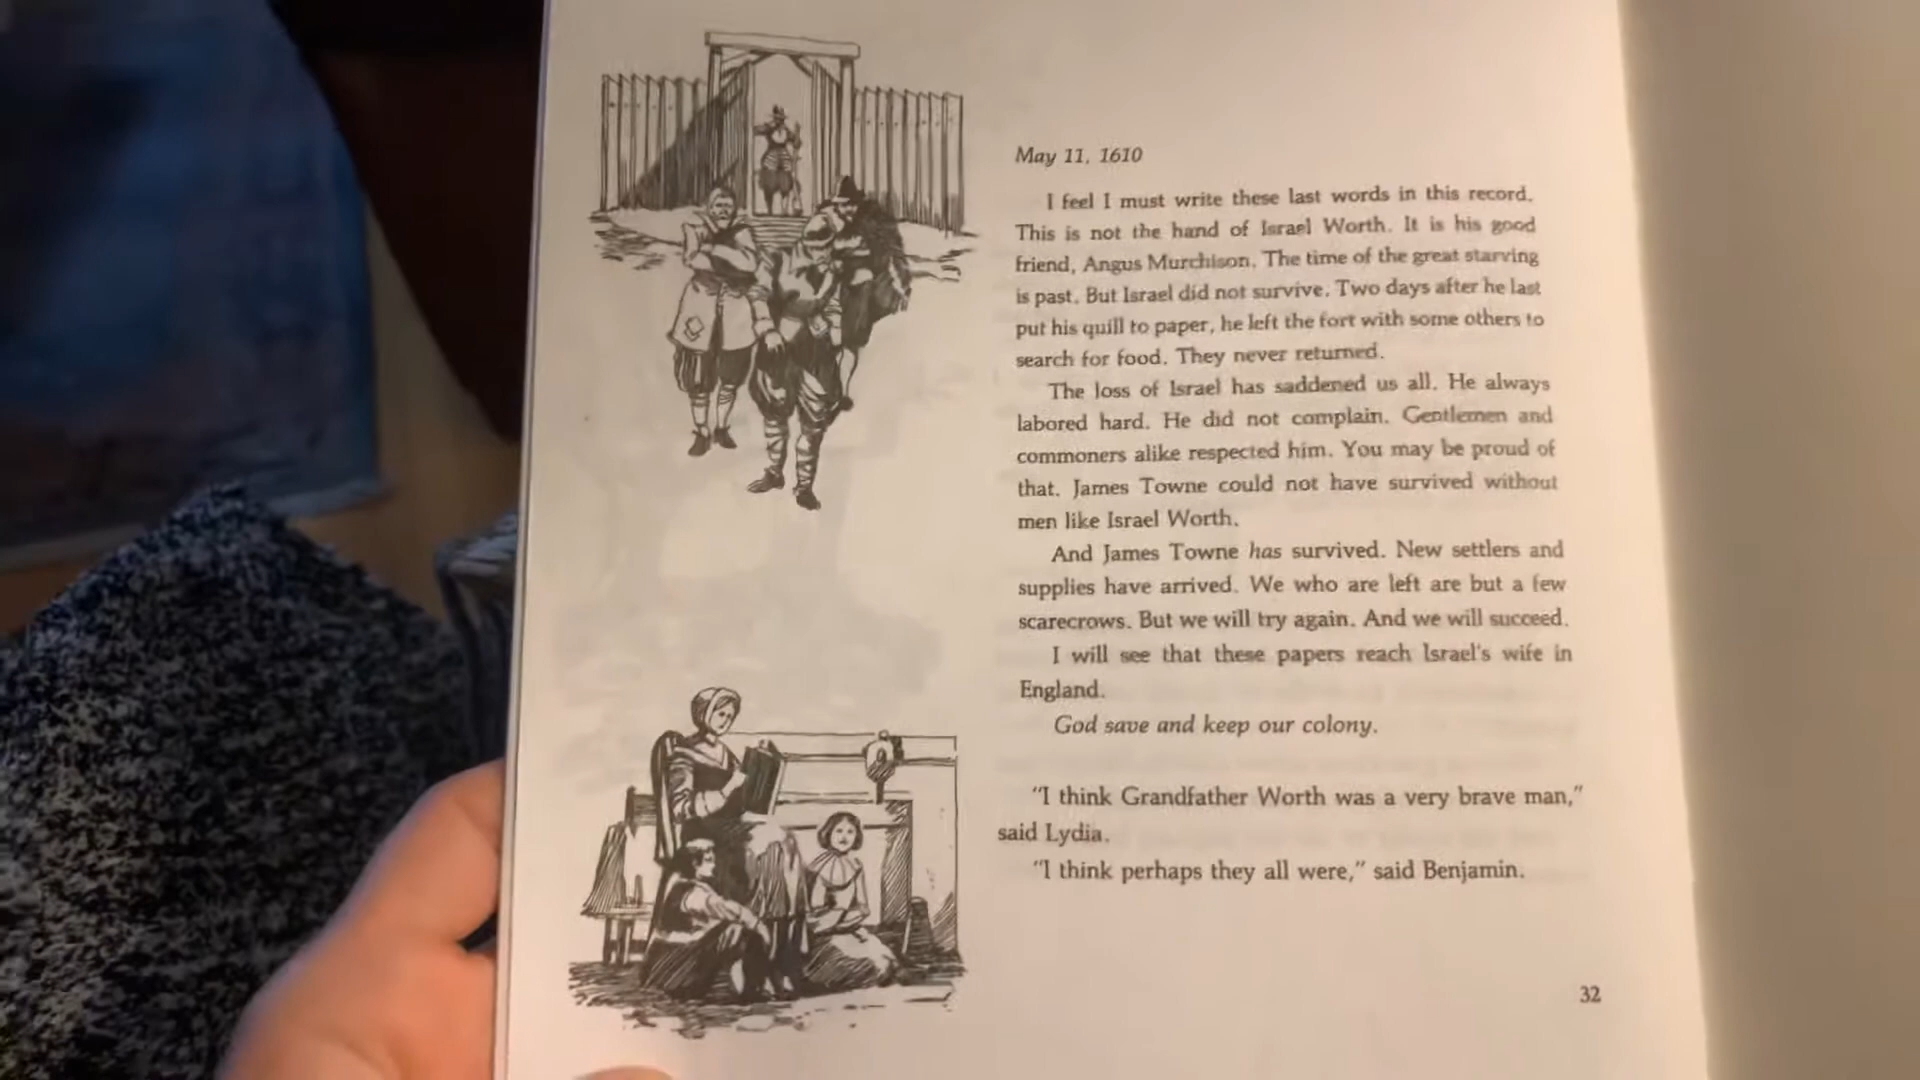 May 11, 1610
I feel I must write these last words in this record.
This is not the hand of Israel Worth. It is his good
friend, Angus Murchison. The time of the great starving
is past. But Israel did not survive. Two days after he last
put his quill to paper, he left the fort with some others to
search for food. They never returned.
The loss of Israel has saddened us all. He always
labored hard. He did not complain. Gentlemen and
commoners alike respected him. You may be proud of
that. James Towne could not have survived without
men like Israel Worth.
And James Towne has survived. New settlers and
supplies have arrived. We who are left are but a few
scarecrows. But we will try again. And we will succeed.
I will see that these papers reach Israel's wife in
England.
God save and keep our colony.
"I think Grandfather Worth was a very brave man,"
said Lydia.
"I think perhaps they all were," said Benjamin.
32